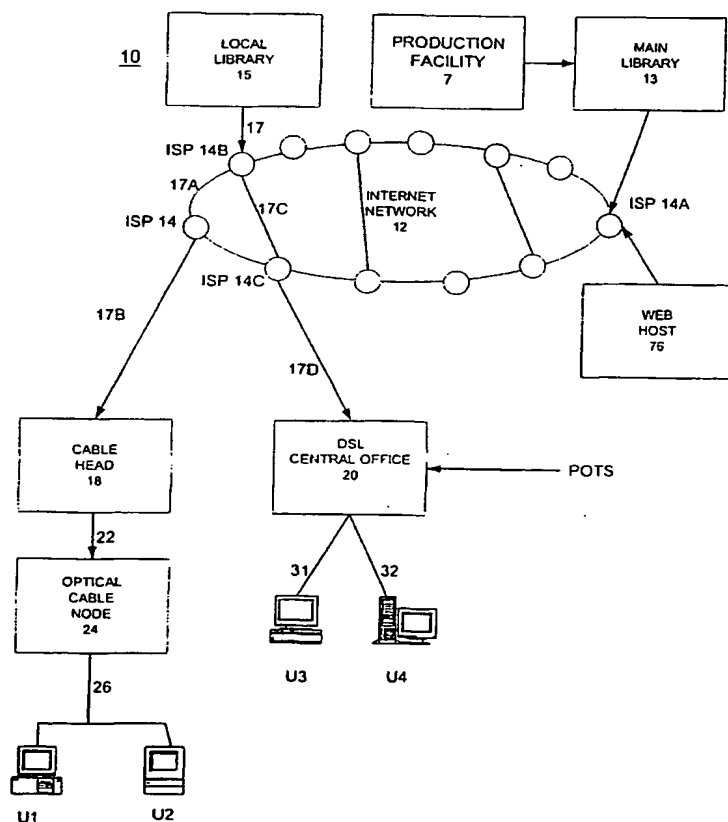 10
LOCAL
LIBRARY
15
PRODUCTION
FACILITY
7
MAIN
LIBRARY
13
17
ISP 14B
17A
17C
INTERNET
NETWORK
12
ISP 14
ISP 14A
ISP 14C
17B
17D
WEB
HOST
76
CABLE
HEAD
18
DSL
CENTRAL OFFICE
20
POTS
22
OPTICAL
CABLE
NODE
24
31
32
U3
U4
26
U1
U2